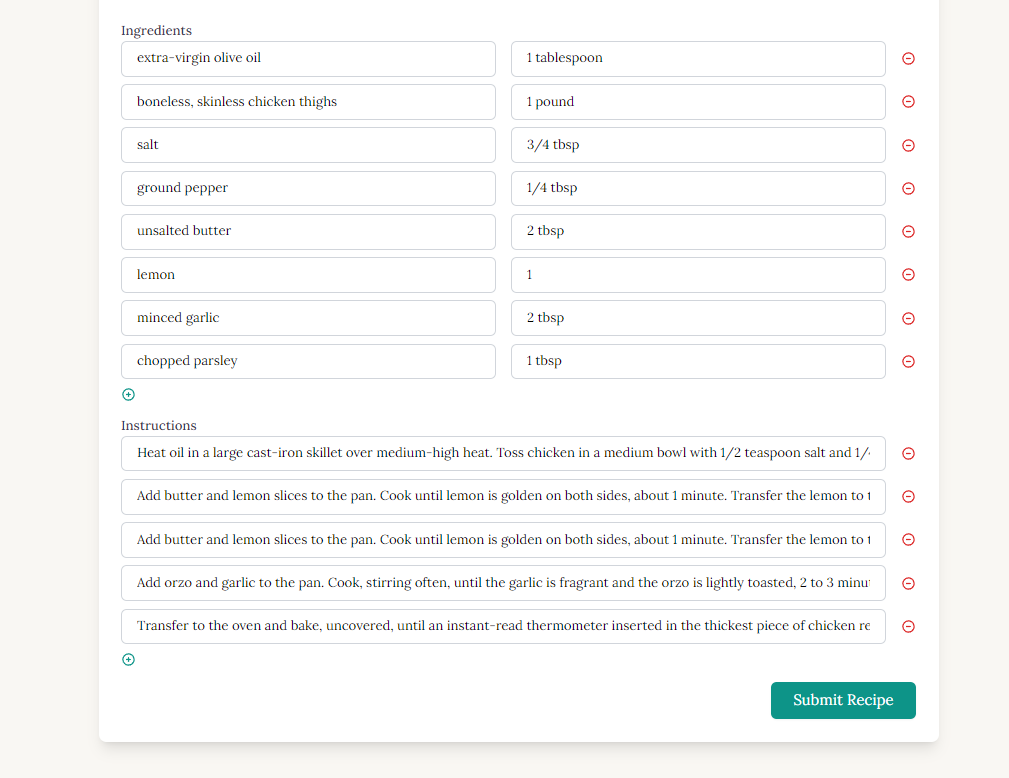 Ingredients
extra-virgin olive oil 1 tablespoon
boneless, skinless chicken thighs 1 pound
salt 3/4 tbsp
ground pepper 1/4 tbsp
unsalted butter 2 tbsp
lemon 1
minced garlic 2 tbsp
chopped parsley 1 tbsp
Instructions
Heat oil in a large cast-iron skillet over medium-high heat. Toss chicken in a medium bowl with 1/2 teaspoon salt and 1/
Add butter and lemon slices to the pan. Cook until lemon is golden on both sides, about 1 minute. Transfer the lemon to
Add butter and lemon slices to the pan. Cook until lemon is golden on both sides, about 1 minute. Transfer the lemon to
Add orzo and garlic to the pan. Cook, stirring often, until the garlic is fragrant and the orzo is lightly toasted, 2 to 3 minu
Transfer to the oven and bake, uncovered, until an instant-read thermometer inserted in the thickest piece of chicken re
Submit Recipe